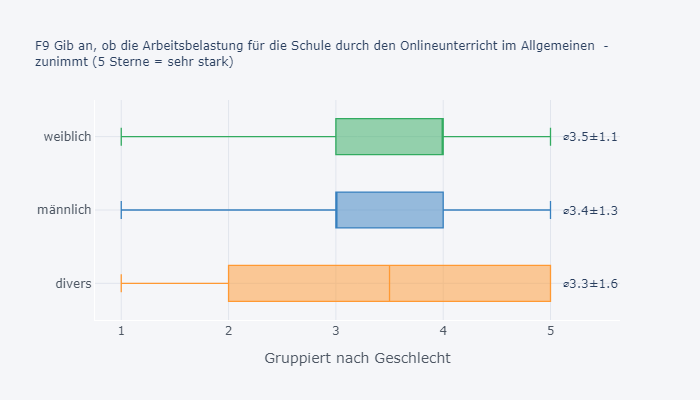 F9 Gib an, ob die Arbeitsbelastung für die Schule durch den Onlineunterricht im Allgemeinen  -
zunimmt (5 Sterne = sehr stark)
weiblich ⌀3.5±1.1
männlich ⌀3.4±1.3
divers ⌀3.3±1.6
1 2 3 4 5
Gruppiert nach Geschlecht